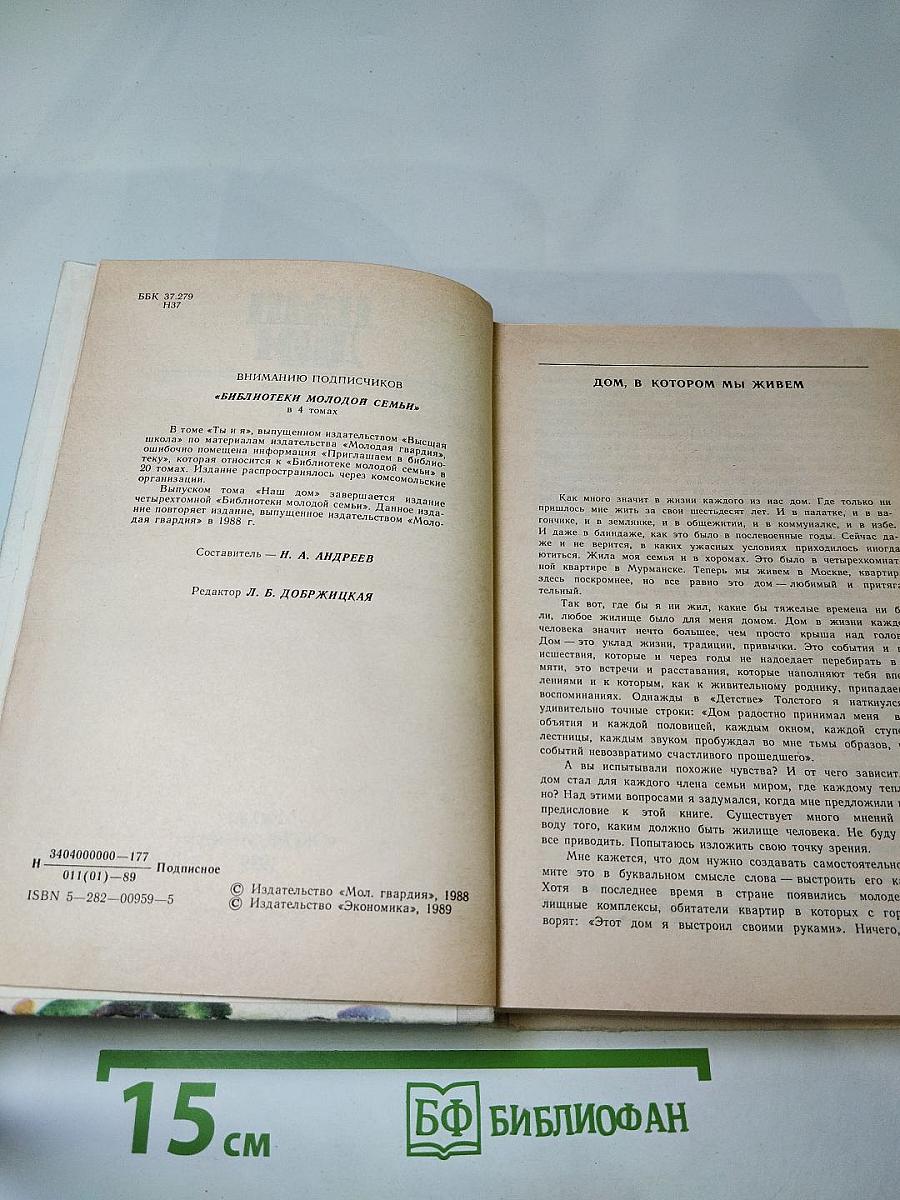 ББК 37.279
Н37
ВНИМАНИЮ ПОДПИСЧИКОВ
«БИБЛИОТЕКИ МОЛОДОЙ СЕМЬИ»
в 4 томах
В томе «Ты и я», выпущенном издательством «Высшая
школа» по материалам издательства «Молодая гвардия»,
ошибочно помещена информация «Приглашаем в библио-
теку», которая относится к «Библиотеке молодой семьи» в
20 томах. Издание распространялось через комсомольские
организации.
Выпуском тома «Наш дом» завершается издание
четырехтомной «Библиотеки молодой семьи». Данное изда-
ние повторяет издание, выпущенное издательством «Моло-
дая гвардия» в 1988 г.
Составитель — Н. А. АНДРЕЕВ
Редактор Л. Б. ДОБРЖИЦКАЯ
Н 3404000000—177
011(01)—89 Подписное
ISBN 5—282—00959—5
© Издательство «Мол. гвардия», 1988
© Издательство «Экономика», 1989
ДОМ, В КОТОРОМ МЫ ЖИВЕМ
Как много значит в жизни каждого из нас дом. Где только ни
пришлось мне жить за свои шестьдесят лет. И в палатке, и в ва-
гончике, и в землянке, и в общежитии, и в коммуналке, и в избе.
И даже в блиндаже, как это было в послевоенные годы. Сейчас да-
же и не верится, в каких ужасных условиях приходилось иногда
ютиться. Жила моя семья и в хоромах. Это было в четырехкомнат
ной квартире в Мурманске. Теперь мы живем в Москве, квартир
здесь поскромнее, но все равно это дом — любимый и притяга
тельный.
Так вот, где бы я ни жил, какие бы тяжелые времена ни б
ли, любое жилище было для меня домом. Дом в жизни кажд
человека значит нечто большее, чем просто крыша над голов
Дом — это уклад жизни, традиции, привычки. Это события и п
исшествия, которые и через годы не надоедает перебирать в
мяти, это встречи и расставания, которые наполняют тебя впе
лениями и к которым, как к живительному роднику, припадае
воспоминаниях. Однажды в «Детстве» Толстого я наткнулся
удивительно точные строки: «Дом радостно принимал меня в
объятия и каждой половицей, каждым окном, каждой ступе
лестницы, каждым звуком пробуждал во мне тьмы образов,
событий невозвратимо счастливого прошедшего».
А вы испытывали похожие чувства? И от чего зависит,
дом стал для каждого члена семьи миром, где каждому тепл
но? Над этими вопросами я задумался, когда мне предложили
предисловие к этой книге. Существует много мнений
воду того, каким должно быть жилище человека. Не буду
все приводить. Попытаюсь изложить свою точку зрения.
Мне кажется, что дом нужно создавать самостоятельно
мите это в буквальном смысле слова — выстроить его к
Хотя в последнее время в стране появились молоде
лищные комплексы, обитатели квартир в которых с гор
ворят: «Этот дом я выстроил своими руками». Ничего,
15 см
БФ БИБЛИОФАН